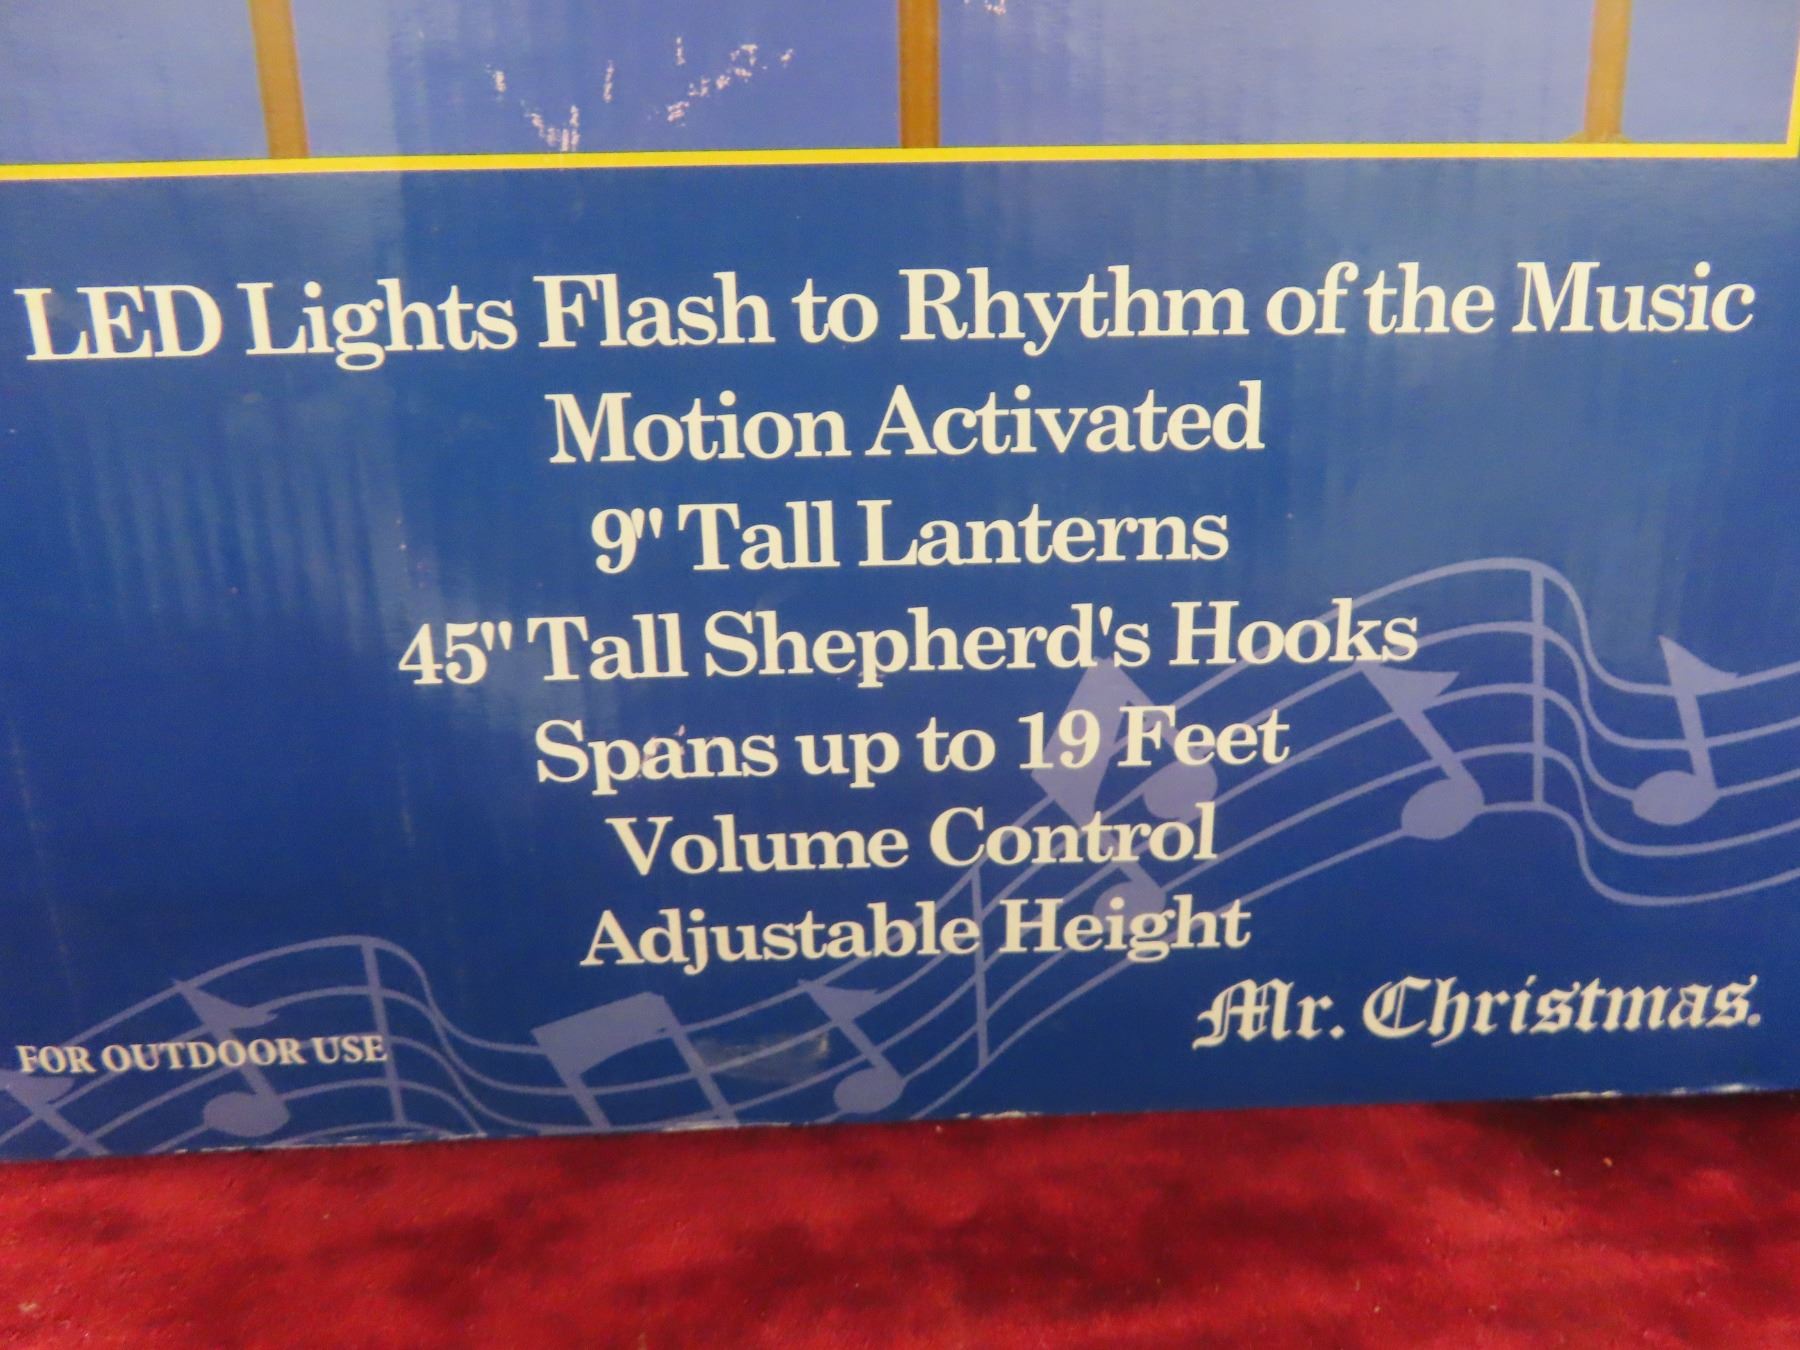 LED Lights Flash to Rhythm of the Music
Motion Activated
9" Tall Lanterns
45" Tall Shepherd's Hooks
Spans up to 19 Feet
Volume Control
Adjustable Height
Mr. Christmas.
FOR OUTDOOR USE